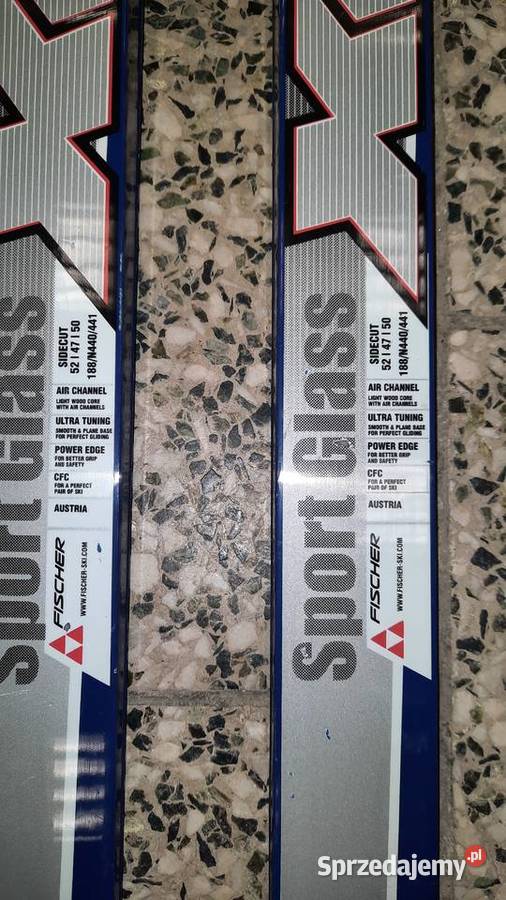 Sport Glass
SIDECUT
52 I 47 I 50
188/N440/441
AIR CHANNEL
LIGHT WOOD CORE
WITH AIR CHANNELS
ULTRA TUNING
SMOOTH & PLANE BASE
FOR PERFECT GLIDING
POWER EDGE
FOR BETTER GRIP
AND SAFETY
CFC
FOR A PERFECT
PAIR OF SKI
AUSTRIA
FISCHER
WWW.FISCHER-SKI.COM
Sport Glass
SIDECUT
52 I 47 I 50
188/N440/441
AIR CHANNEL
LIGHT WOOD CORE
WITH AIR CHANNELS
ULTRA TUNING
SMOOTH & PLANE BASE
FOR PERFECT GLIDING
POWER EDGE
FOR BETTER GRIP
AND SAFETY
CFC
FOR A PERFECT
PAIR OF SKI
AUSTRIA
FISCHER
WWW.FISCHER-SKI.COM
Sprzedajemy.pl